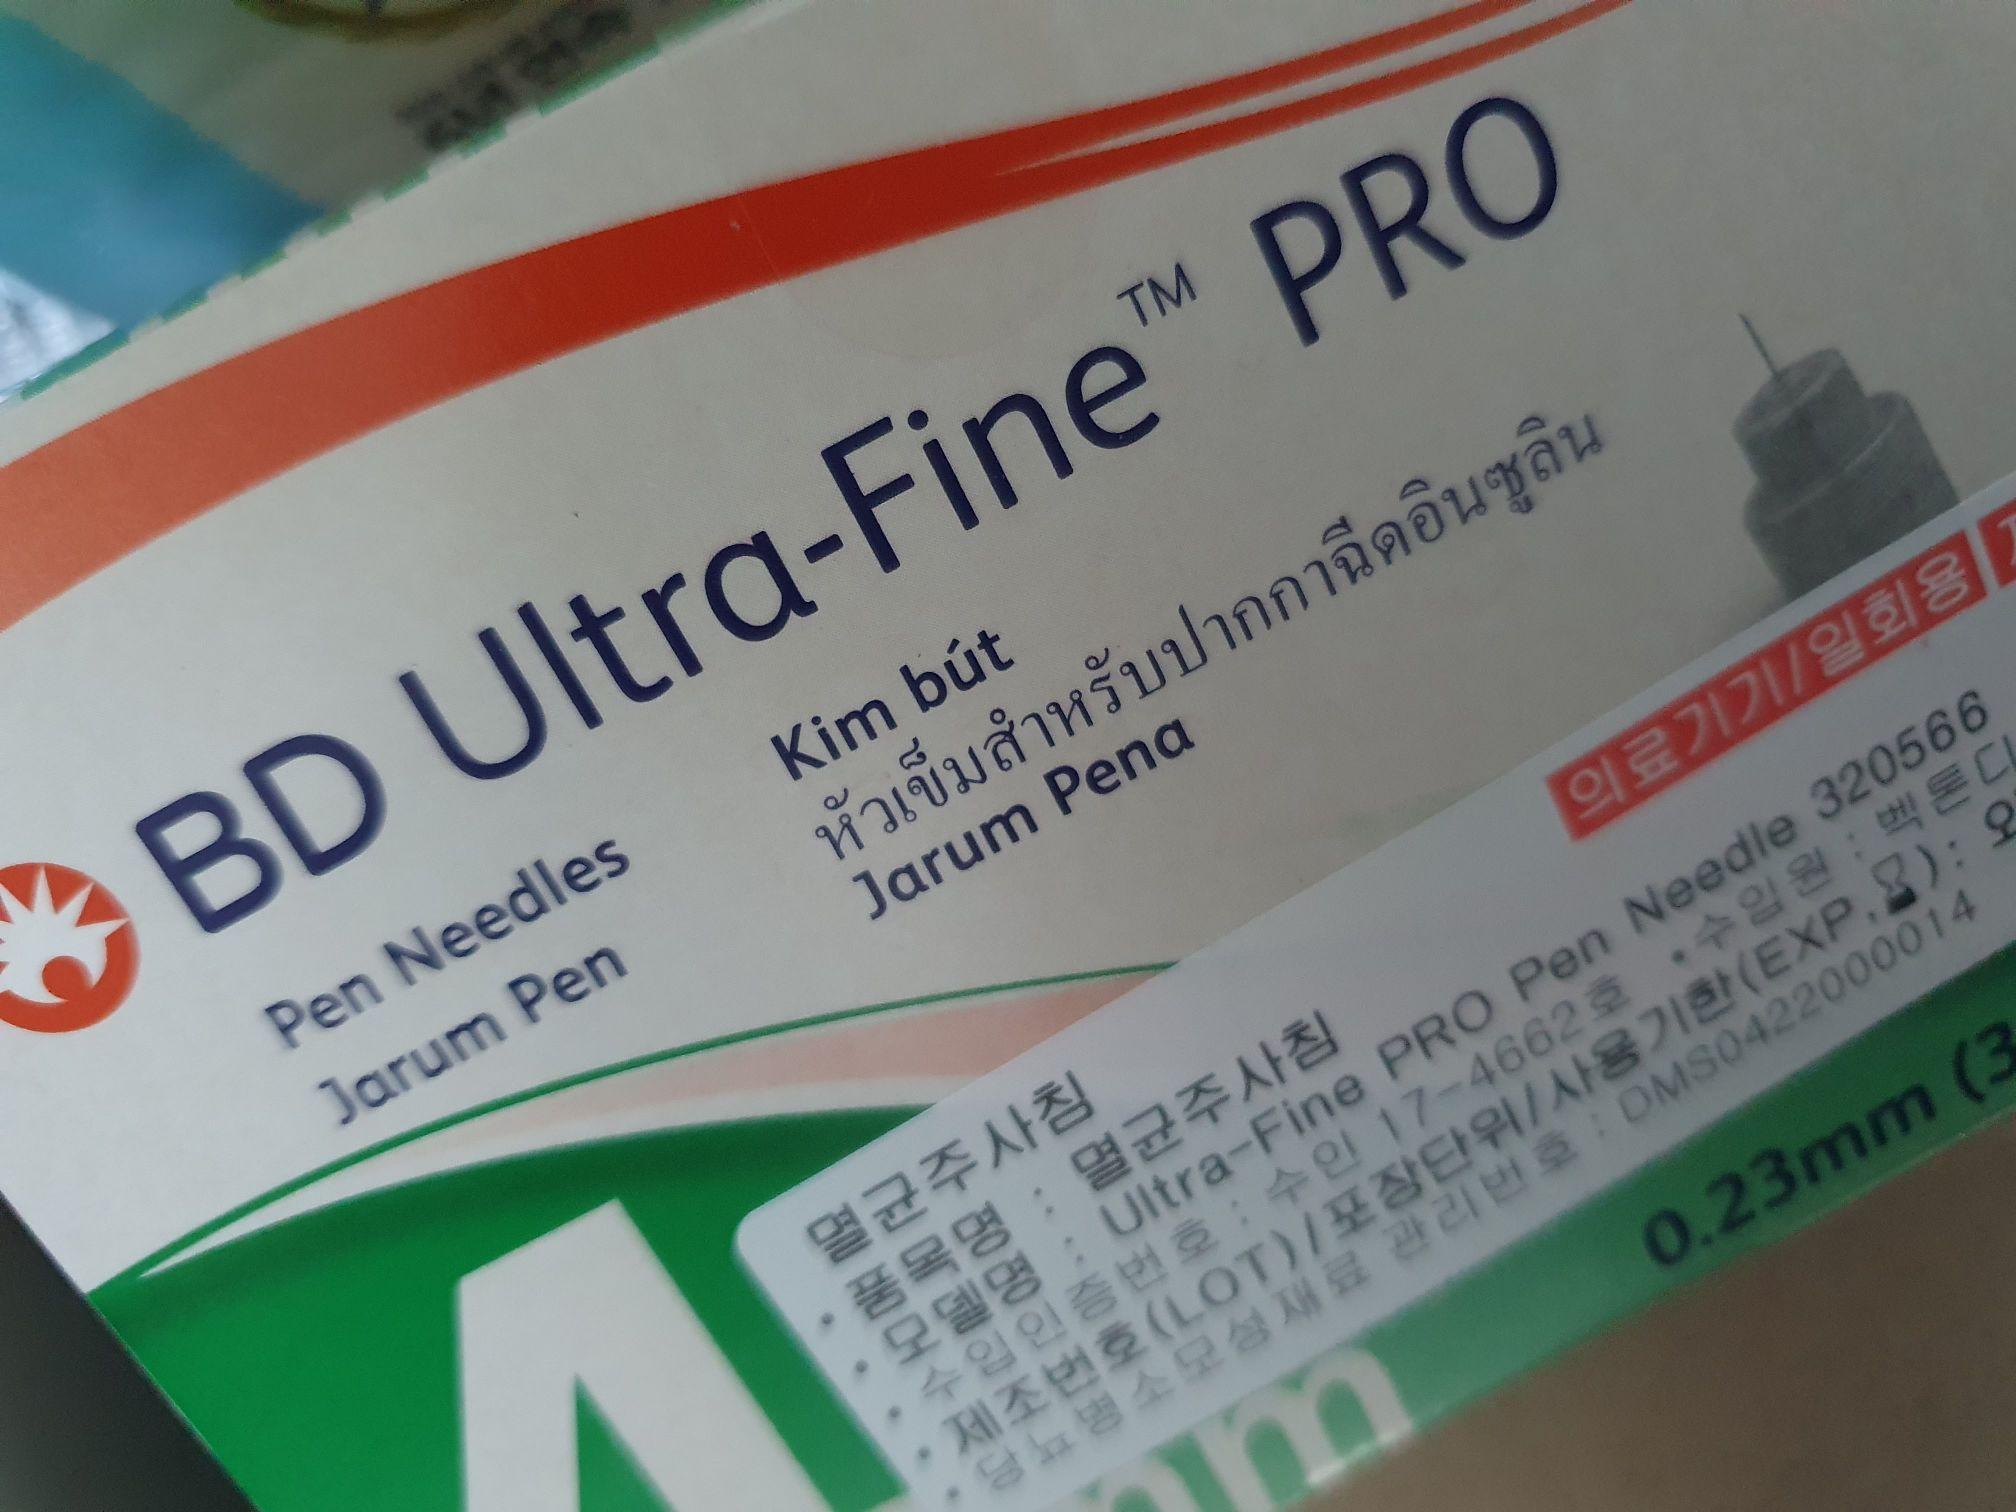 BD Ultra-Fine™ PRO
Pen Needles
Jarum Pen
Kim bút
หัวเข็มสำหรับปากกาฉีดอินซูลิน
Jarum Pena
의료기기/일회용
멸균주사침
• 품목명 : 멸균주사침
• 모델명 : Ultra-Fine PRO Pen Needle 320566
• 수입인증번호 : 수인 17-4662호 • 수입원 : 벡톤디
• 제조번호(LOT)/포장단위/사용기한(EXP.⌛) :
• 당뇨병소모성재료 관리번호 : DMS0422000014
0.23mm (3
4
mm